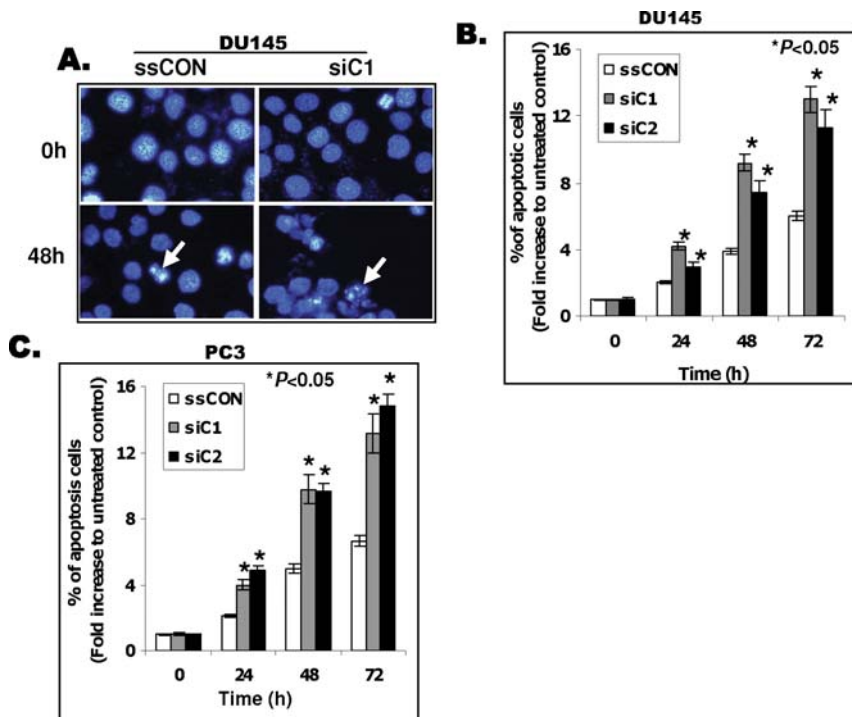 DU145
A.
ssCON siC1
0h
48h
B.
DU145
*P<0.05
ssCON
siC1
siC2
* * * * * *
16
12
8
4
0
%of apoptotic cells
(Fold increase to untreated control)
0 24 48 72
Time (h)
C.
PC3
*P<0.05
ssCON
siC1
siC2
* * * * * *
16
12
8
4
0
% of apoptosis cells
(Fold increase to untreated control)
0 24 48 72
Time (h)